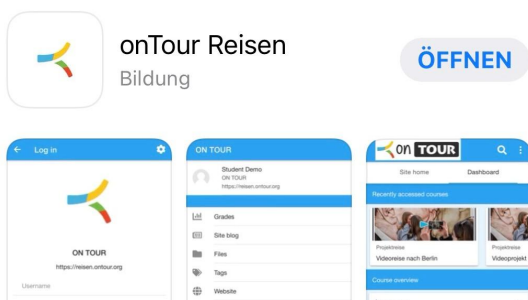 onTour Reisen
Bildung
ÖFFNEN
Log in
ON TOUR
https://reisen.ontour.org
Username
ON TOUR
Student Demo
ON TOUR
https://reisen.ontour.org
Grades
Site blog
Files
Tags
Website
on TOUR
Site home
Dashboard
Recently accessed courses
Projektreise
Videoreise nach Berlin
Projektreise
Videoprojekt
Course overview